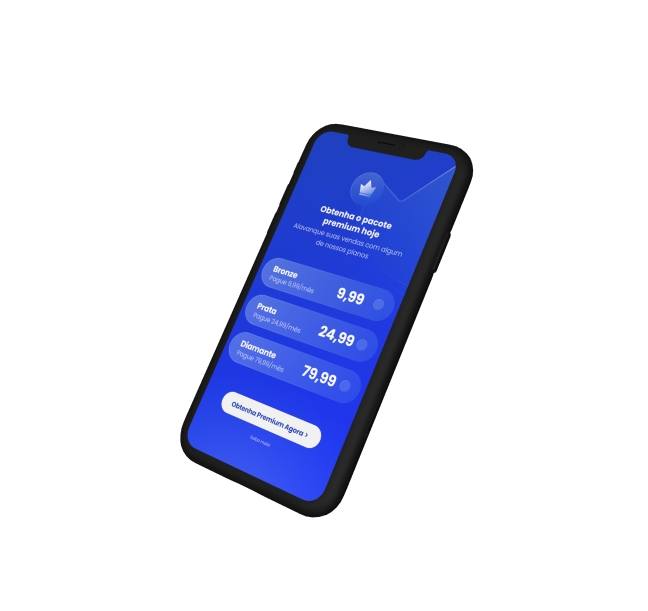 Obtenha o pacote
premium hoje
Alavanque suas vendas com algum
de nossos planos
Bronze
Pague 9,99/mês
9,99
Prata
Pague 24,99/mês
24,99
Diamante
Pague 79,99/mês
79,99
Obtenha Premium Agora ›
Saiba mais